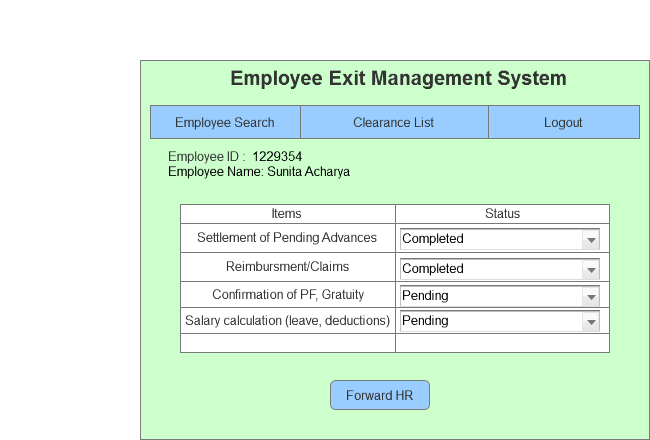 Employee Exit Management System
Employee Search Clearance List Logout
Employee ID : 1229354
Employee Name: Sunita Acharya
Items Status
Settlement of Pending Advances Completed
Reimbursment/Claims Completed
Confirmation of PF, Gratuity Pending
Salary calculation (leave, deductions) Pending
Forward HR